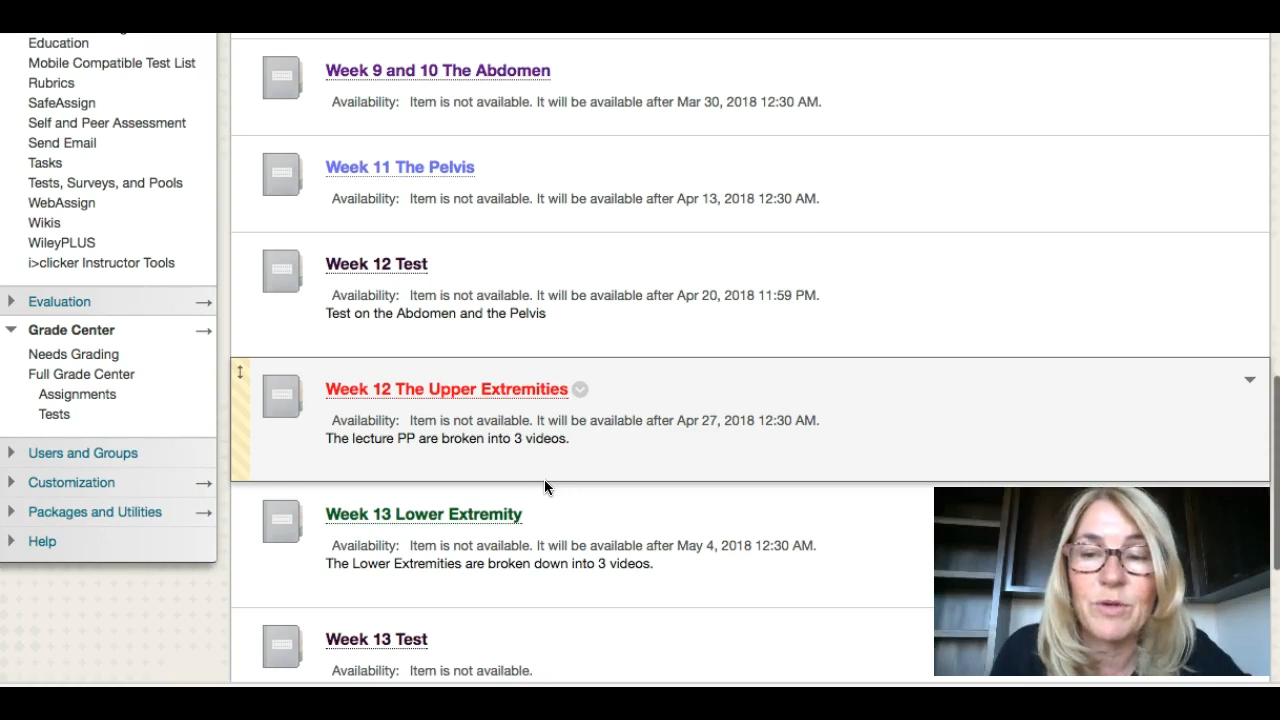 Education
Mobile Compatible Test List
Rubrics
SafeAssign
Self and Peer Assessment
Send Email
Tasks
Tests, Surveys, and Pools
WebAssign
Wikis
WileyPLUS
i>clicker Instructor Tools
Evaluation
Grade Center
Needs Grading
Full Grade Center
Assignments
Tests
Users and Groups
Customization
Packages and Utilities
Help
Week 9 and 10 The Abdomen
Availability: Item is not available. It will be available after Mar 30, 2018 12:30 AM.
Week 11 The Pelvis
Availability: Item is not available. It will be available after Apr 13, 2018 12:30 AM.
Week 12 Test
Availability: Item is not available. It will be available after Apr 20, 2018 11:59 PM.
Test on the Abdomen and the Pelvis
Week 12 The Upper Extremities
Availability: Item is not available. It will be available after Apr 27, 2018 12:30 AM.
The lecture PP are broken into 3 videos.
Week 13 Lower Extremity
Availability: Item is not available. It will be available after May 4, 2018 12:30 AM.
The Lower Extremities are broken down into 3 videos.
Week 13 Test
Availability: Item is not available.